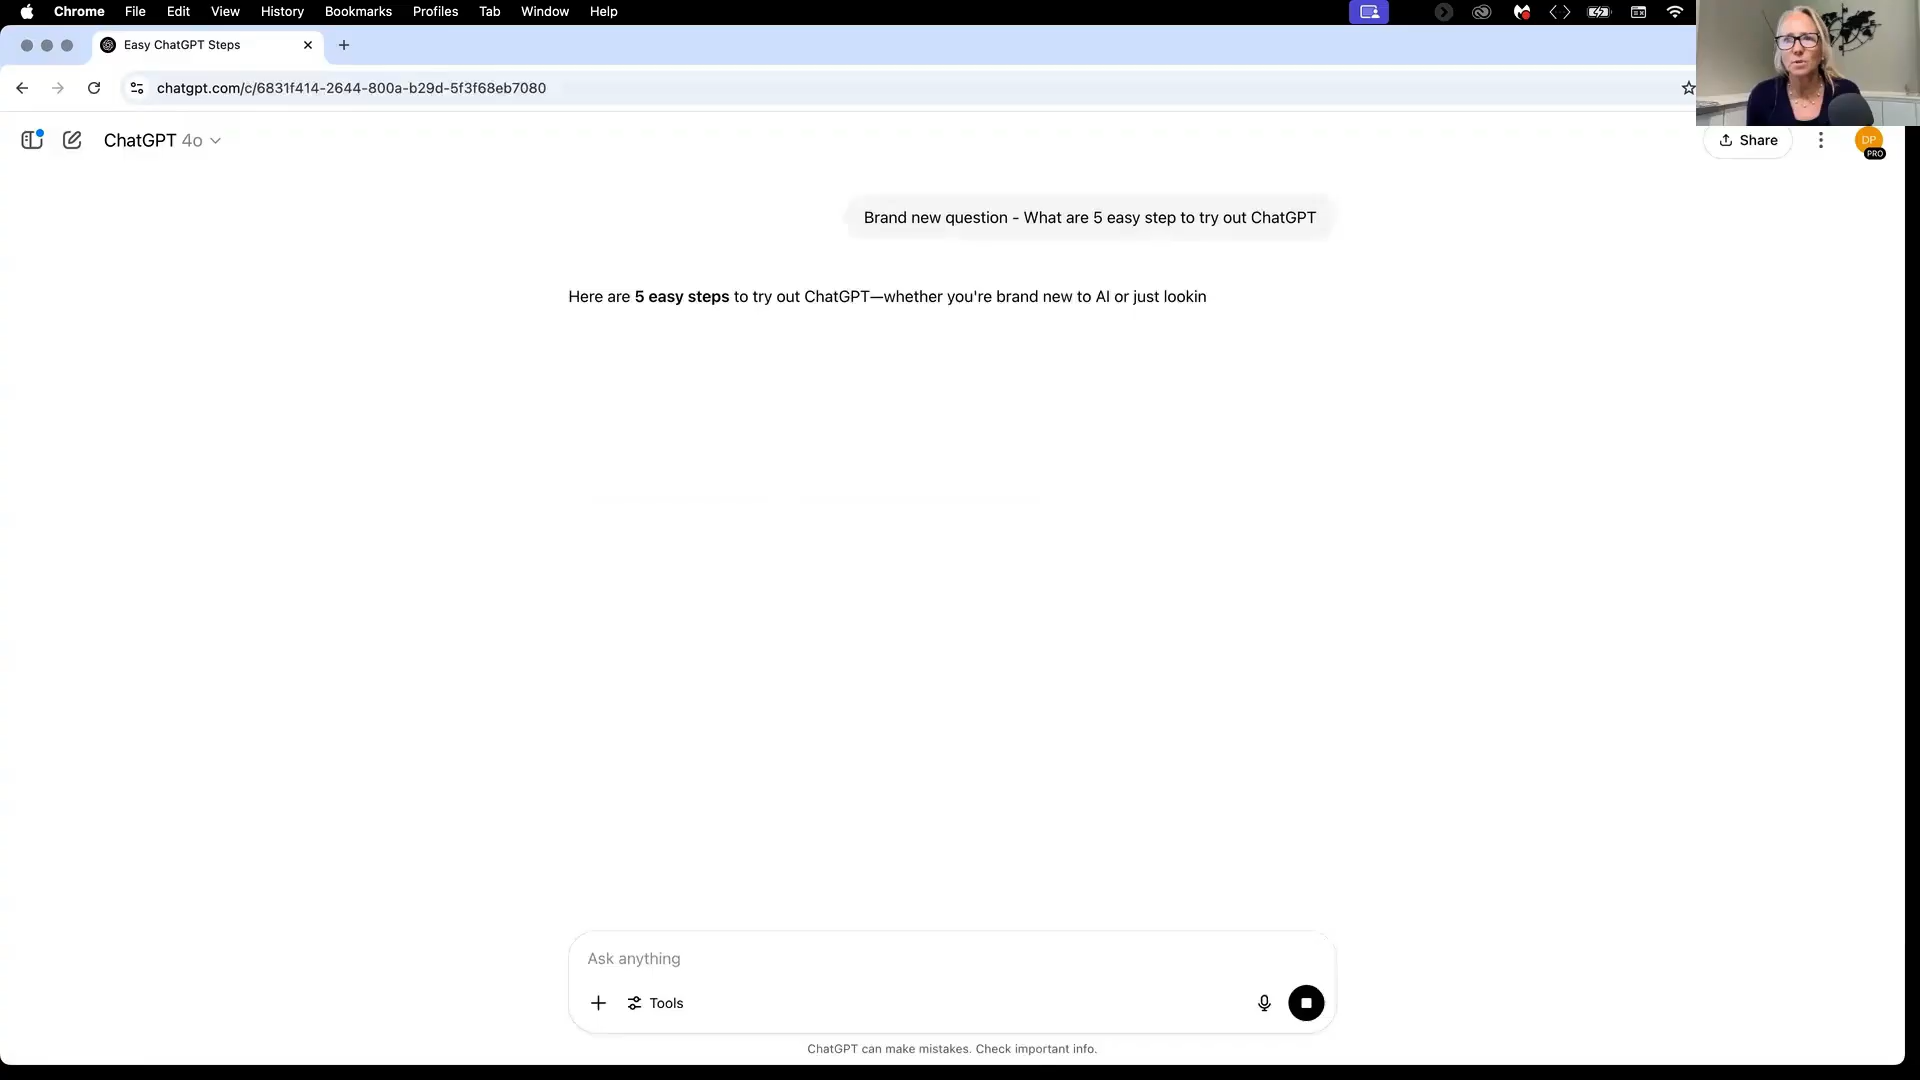 Chrome File Edit View History Bookmarks Profiles Tab Window Help
Easy ChatGPT Steps
chatgpt.com/c/6831f414-2644-800a-b29d-5f3f68eb7080
ChatGPT 4o
Share
DP
PRO
Brand new question - What are 5 easy step to try out ChatGPT
Here are 5 easy steps to try out ChatGPT—whether you're brand new to AI or just lookin
Ask anything
Tools
ChatGPT can make mistakes. Check important info.